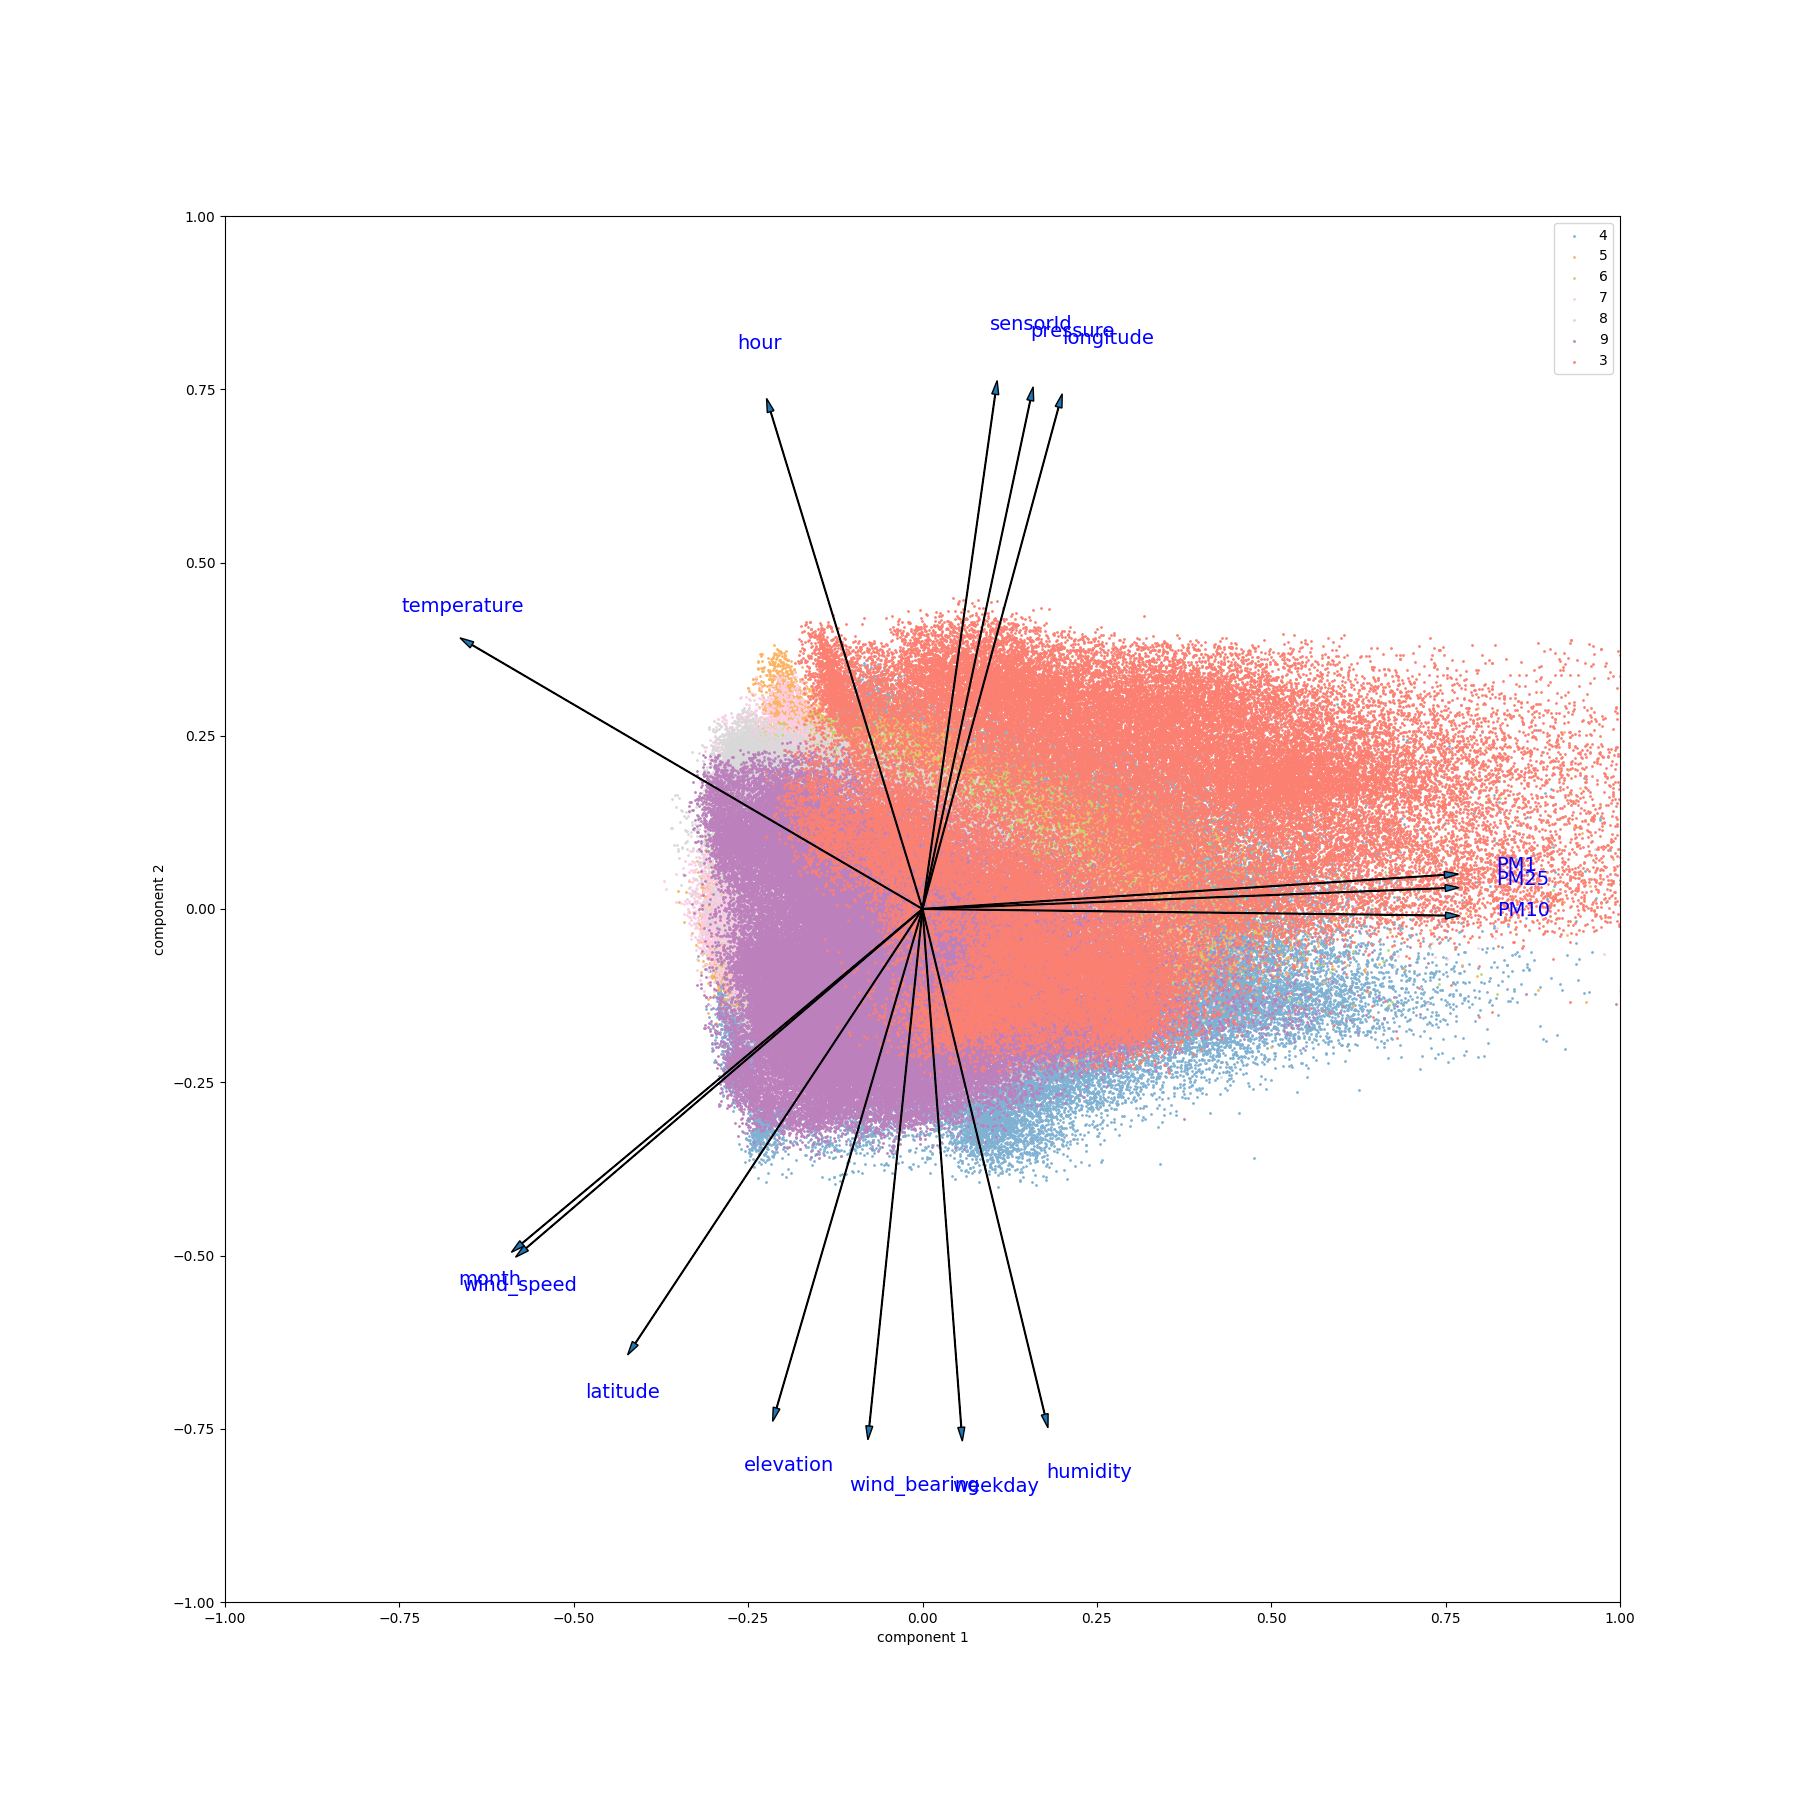 1.00
4
5
6
7
8
9
3
sensorId
pressure
longitude
hour
0.75
temperature
0.50
0.25
PM1
PM25
PM10
0.00
component 2
−0.25
−0.50
month
wind_speed
latitude
−0.75
elevation
wind_bearing
weekday
humidity
−1.00
−1.00 −0.75 −0.50 −0.25 0.00 0.25 0.50 0.75 1.00
component 1